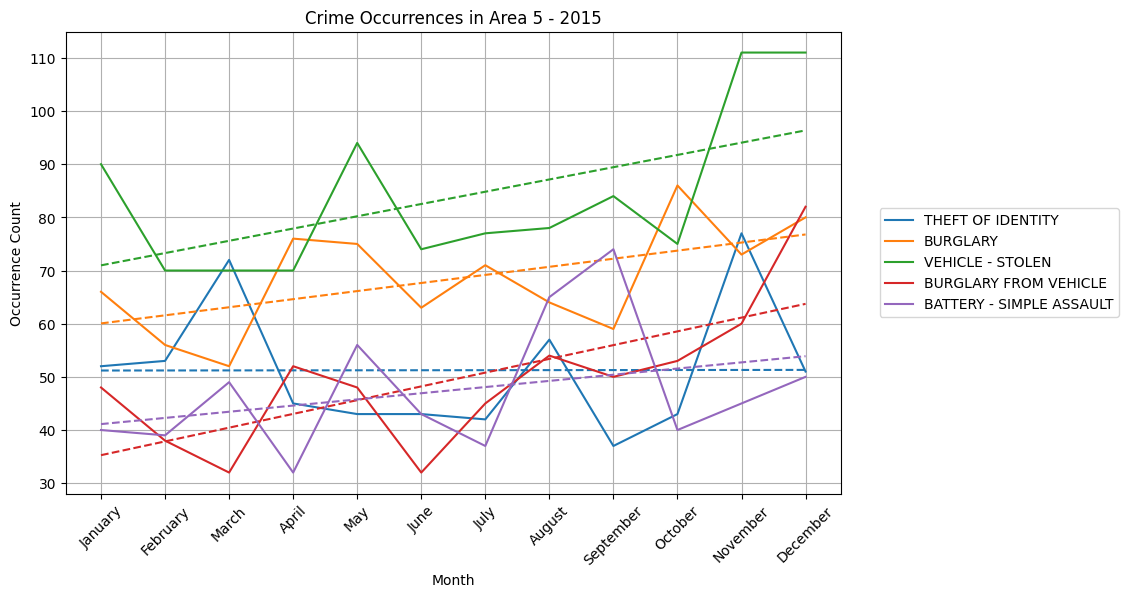 Crime Occurrences in Area 5 - 2015
Occurrence Count
110
100
90
80
70
60
50
40
30
January
February
March
April
May
June
July
August
September
October
November
December
Month
THEFT OF IDENTITY
BURGLARY
VEHICLE - STOLEN
BURGLARY FROM VEHICLE
BATTERY - SIMPLE ASSAULT